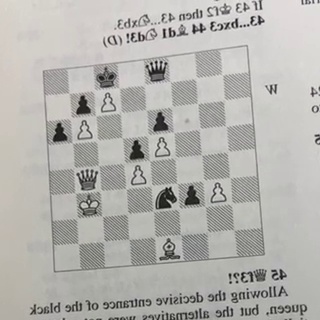 If 43 ♔f2 then 43...♘xb3.
43...bxc3 44 ♗d1 ♘d3! (D)
W
45 ♕f3?!
Allowing the decisive entrance of the black
queen, but the alternatives were